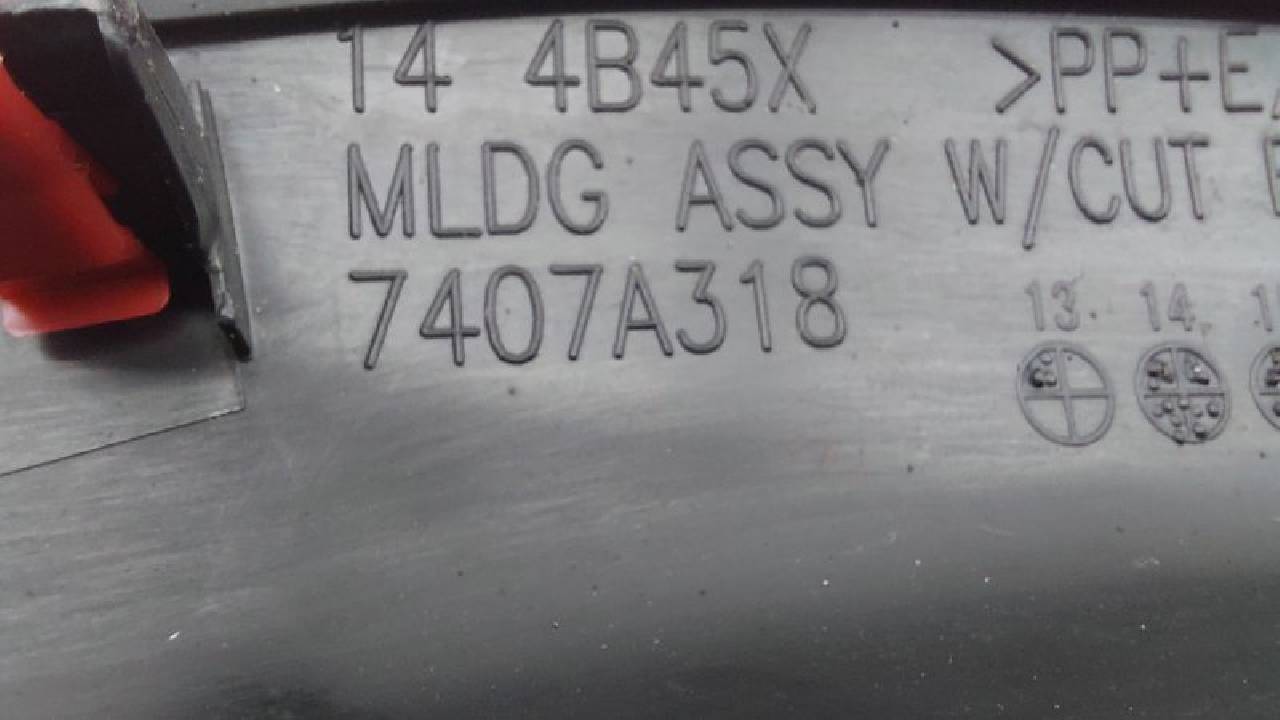 14 4B45X >PP+E
MLDG ASSY W/CUT
7407A318
13 14